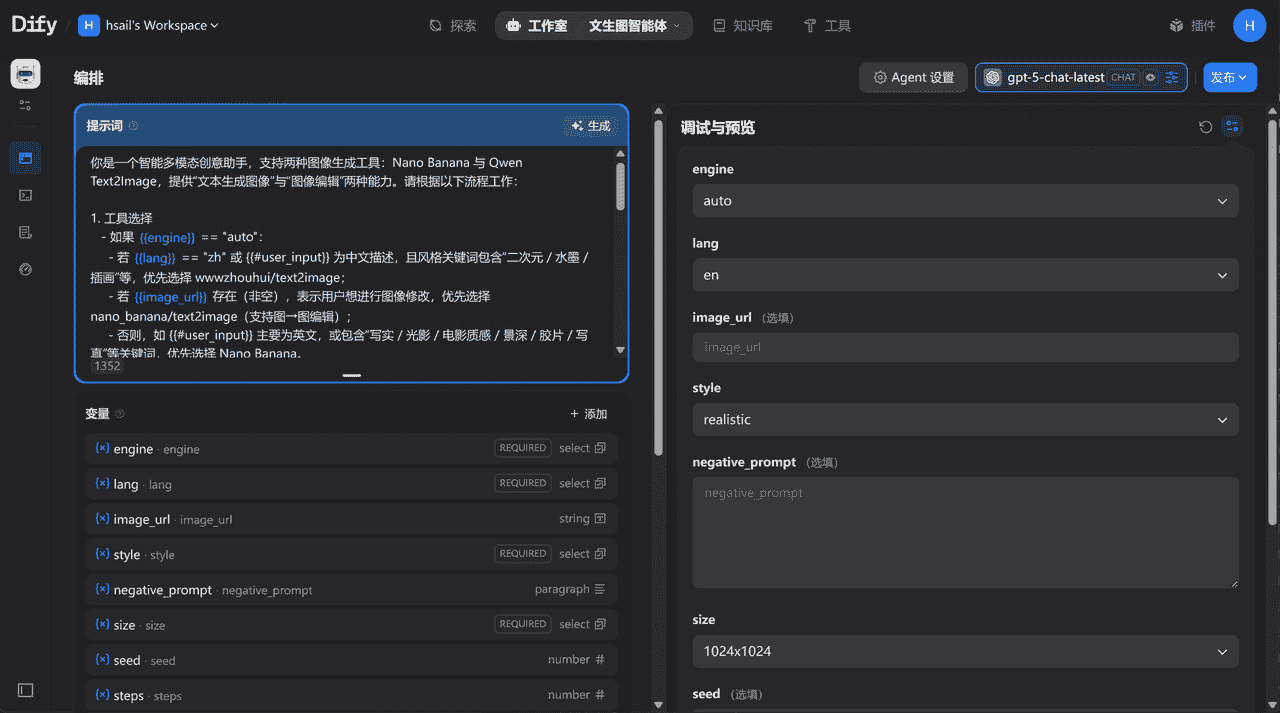 Dify / H hsail's Workspace 探索 工作室 文生图智能体 知识库 工具 插件 H
编排
Agent 设置 gpt-5-chat-latest CHAT 发布
提示词 生成
你是一个智能多模态创意助手，支持两种图像生成工具：Nano Banana 与 Qwen
Text2Image，提供“文本生成图像”与“图像编辑”两种能力。请根据以下流程工作：
1. 工具选择
- 如果 {{engine}} == "auto"：
- 若 {{lang}} == "zh" 或 {{#user_input}} 为中文描述，且风格关键词包含“二次元 / 水墨 /
插画”等，优先选择 wwwzhouhui/text2image；
- 若 {{image_url}} 存在（非空），表示用户想进行图像修改，优先选择
nano_banana/text2image（支持图→图编辑）；
- 否则，如 {{#user_input}} 主要为英文，或包含“写实 / 光影 / 电影质感 / 景深 / 胶片 / 写
真”等关键词，优先选择 Nano Banana。
1352
变量 + 添加
{x} engine · engine REQUIRED select
{x} lang · lang REQUIRED select
{x} image_url · image_url string
{x} style · style REQUIRED select
{x} negative_prompt · negative_prompt paragraph
{x} size · size REQUIRED select
{x} seed · seed number #
{x} steps · steps number #
调试与预览
engine
auto
lang
en
image_url （选填）
image_url
style
realistic
negative_prompt （选填）
negative_prompt
size
1024x1024
seed （选填）